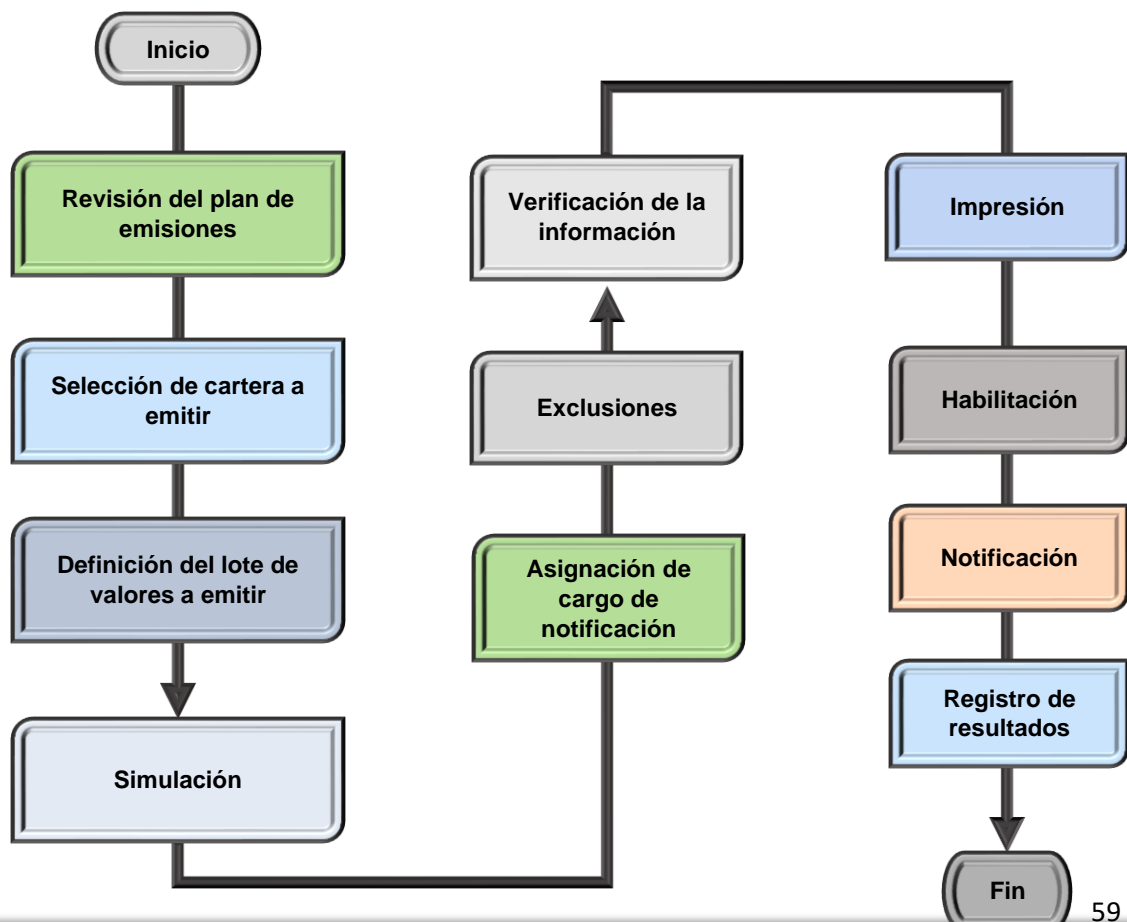 Inicio
Revisión del plan de
emisiones
Selección de cartera a
emitir
Definición del lote de
valores a emitir
Simulación
Asignación de
cargo de
notificación
Exclusiones
Verificación de la
información
Impresión
Habilitación
Notificación
Registro de
resultados
Fin
59